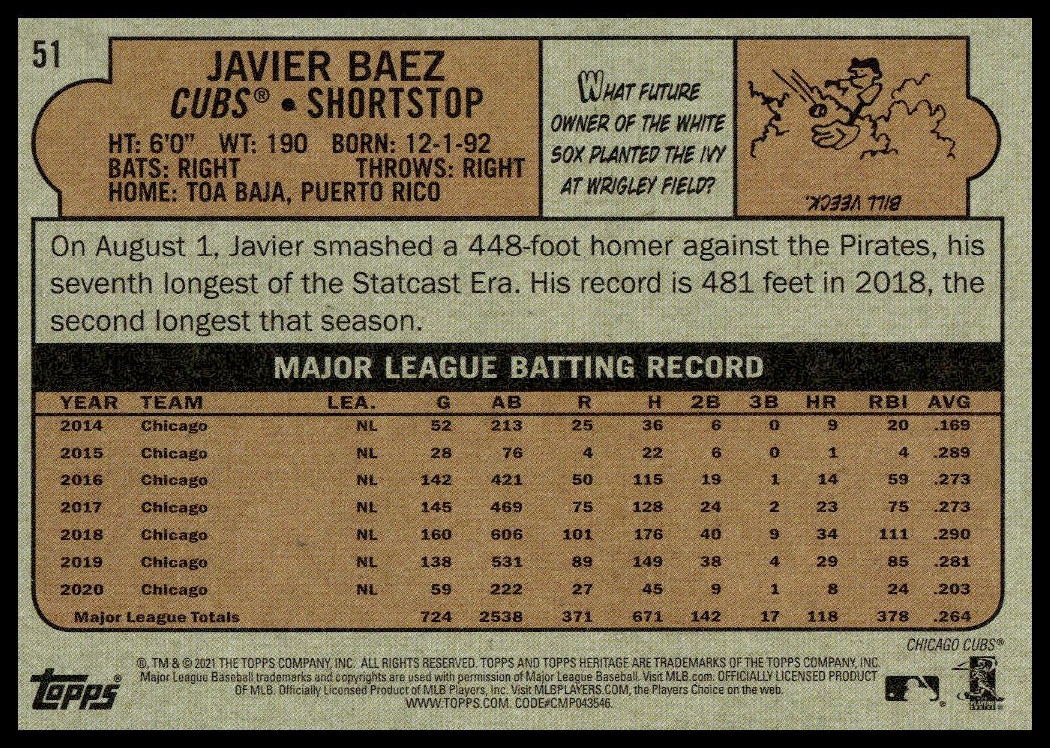 51
JAVIER BAEZ
CUBS® • SHORTSTOP
HT: 6'0" WT: 190 BORN: 12-1-92
BATS: RIGHT THROWS: RIGHT
HOME: TOA BAJA, PUERTO RICO
WHAT FUTURE
OWNER OF THE WHITE
SOX PLANTED THE IVY
AT WRIGLEY FIELD?
BILL VEECK.
On August 1, Javier smashed a 448-foot homer against the Pirates, his
seventh longest of the Statcast Era. His record is 481 feet in 2018, the
second longest that season.
MAJOR LEAGUE BATTING RECORD
YEAR TEAM LEA. G AB R H 2B 3B HR RBI AVG
2014 Chicago NL 52 213 25 36 6 0 9 20 .169
2015 Chicago NL 28 76 4 22 6 0 1 4 .289
2016 Chicago NL 142 421 50 115 19 1 14 59 .273
2017 Chicago NL 145 469 75 128 24 2 23 75 .273
2018 Chicago NL 160 606 101 176 40 9 34 111 .290
2019 Chicago NL 138 531 89 149 38 4 29 85 .281
2020 Chicago NL 59 222 27 45 9 1 8 24 .203
Major League Totals 724 2538 371 671 142 17 118 378 .264
CHICAGO CUBS®
®, TM & © 2021 THE TOPPS COMPANY, INC. ALL RIGHTS RESERVED. TOPPS AND TOPPS HERITAGE ARE TRADEMARKS OF THE TOPPS COMPANY, INC.
Major League Baseball trademarks and copyrights are used with permission of Major League Baseball. Visit MLB.com. OFFICIALLY LICENSED PRODUCT
OF MLB. Officially Licensed Product of MLB Players, Inc. Visit MLBPLAYERS.COM, the Players Choice on the web.
WWW.TOPPS.COM. CODE#CMP043546.
TOPPS®
PLAYERS
CHOICE